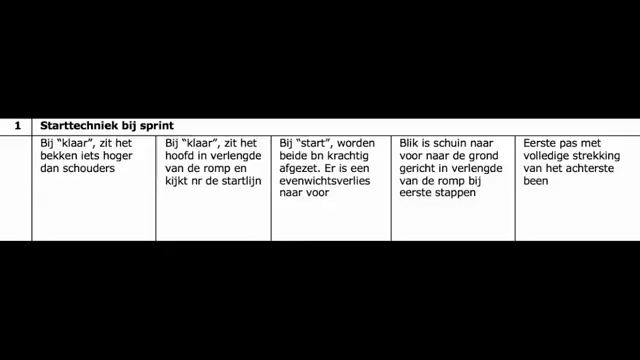 1 Starttechniek bij sprint
Bij “klaar”, zit het
bekken iets hoger
dan schouders
Bij “klaar”, zit het
hoofd in verlengde
van de romp en
kijkt nr de startlijn
Bij “start”, worden
beide bn krachtig
afgezet. Er is een
evenwichtsverlies
naar voor
Blik is schuin naar
voor naar de grond
gericht in verlengde
van de romp bij
eerste stappen
Eerste pas met
volledige strekking
van het achterste
been